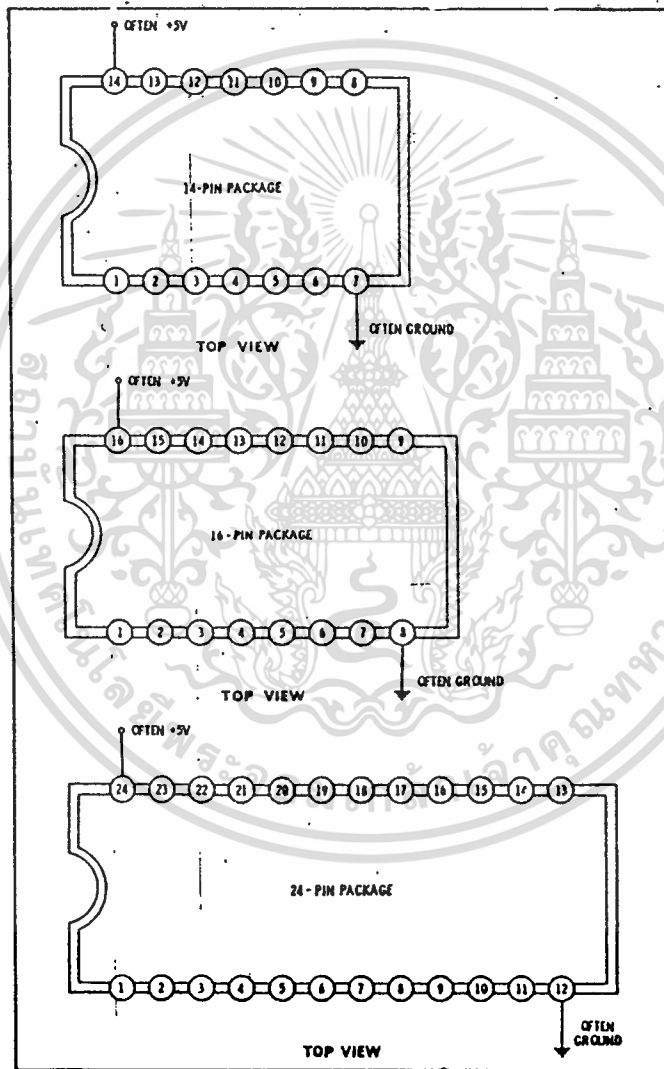 OFTEN +5V
14 13 12 11 10 9 8
14-PIN PACKAGE
1 2 3 4 5 6 7
OFTEN GROUND
TOP VIEW
OFTEN +5V
16 15 14 13 12 11 10 9
16-PIN PACKAGE
1 2 3 4 5 6 7 8
OFTEN GROUND
TOP VIEW
OFTEN +5V
24 23 22 21 20 19 18 17 16 15 14 13
24-PIN PACKAGE
1 2 3 4 5 6 7 8 9 10 11 12
OFTEN
GROUND
TOP VIEW